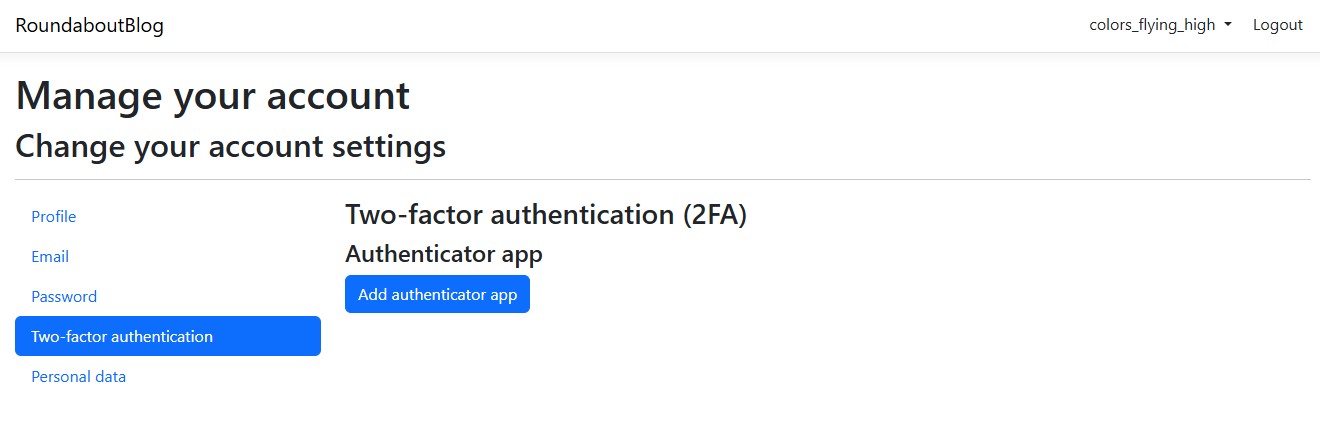 RoundaboutBlog
colors_flying_high Logout
Manage your account
Change your account settings
Profile
Email
Password
Two-factor authentication
Personal data
Two-factor authentication (2FA)
Authenticator app
Add authenticator app